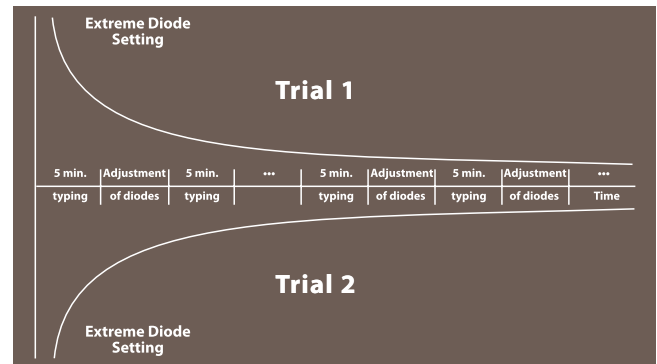 Extreme Diode
Setting
Trial 1
5 min. Adjustment 5 min. ••• 5 min. Adjustment 5 min. Adjustment •••
typing of diodes typing typing of diodes typing of diodes Time
Trial 2
Extreme Diode
Setting